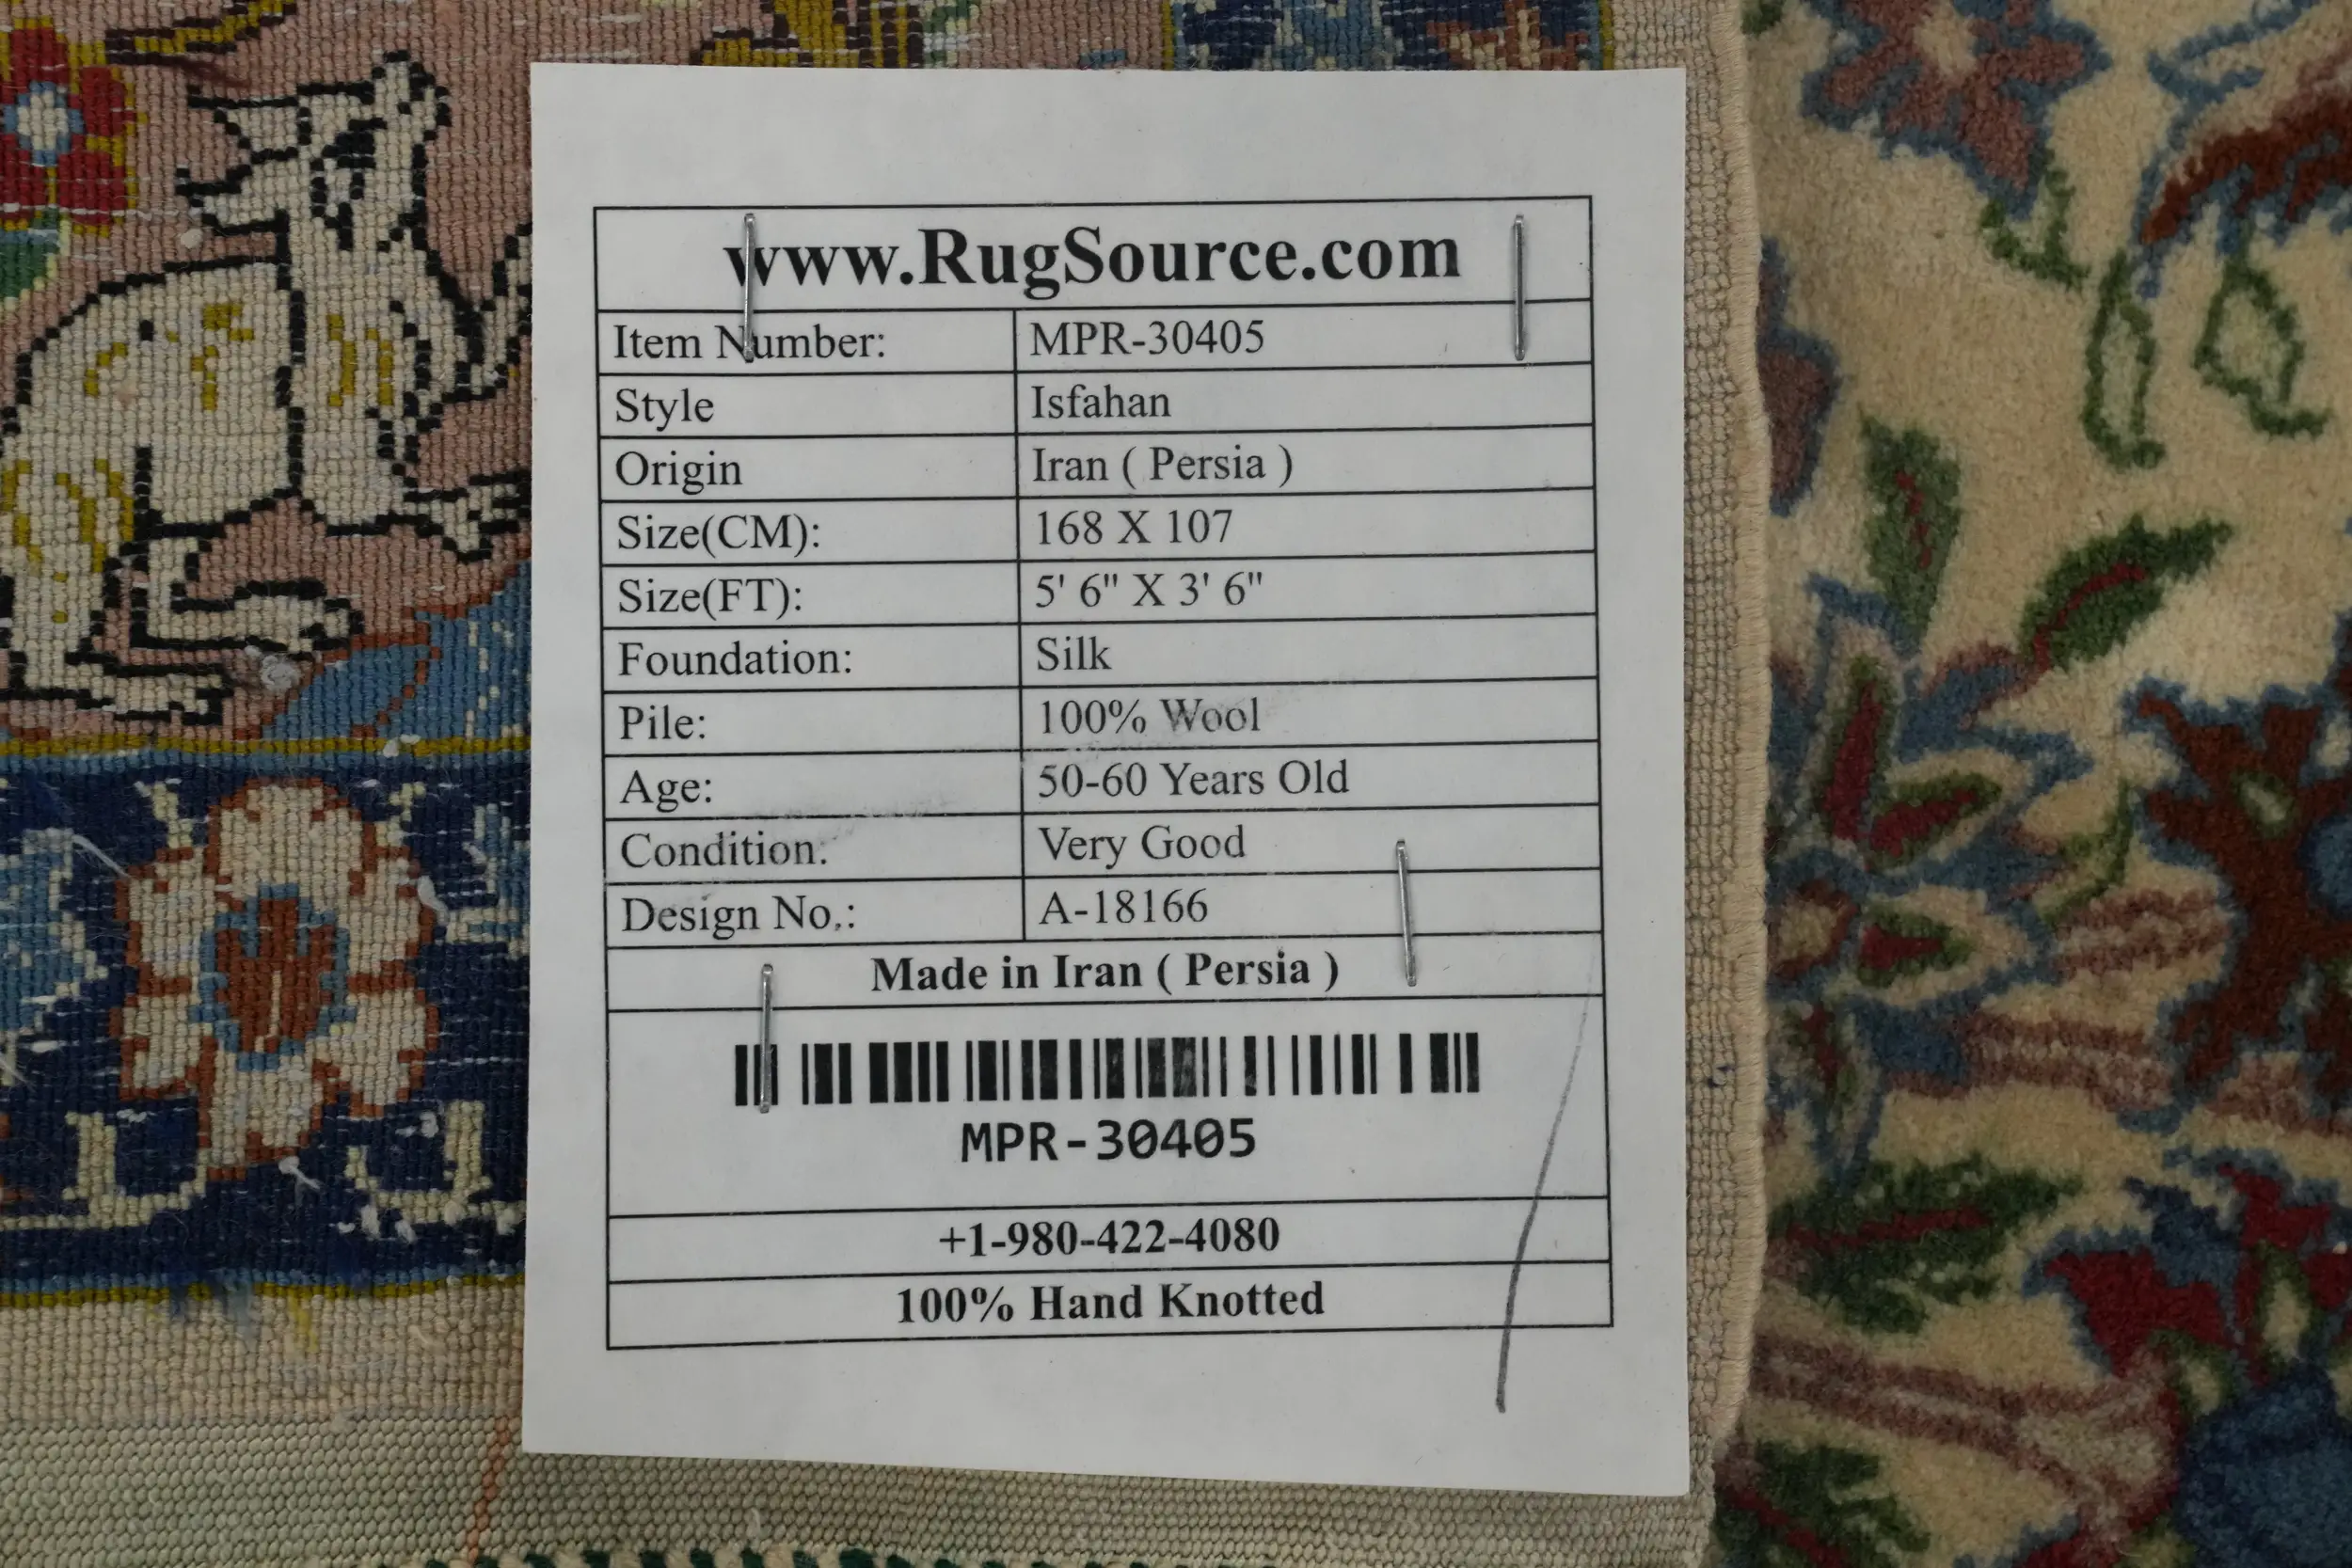 www.RugSource.com
Item Number: MPR-30405
Style Isfahan
Origin Iran ( Persia )
Size(CM): 168 X 107
Size(FT): 5' 6" X 3' 6"
Foundation: Silk
Pile: 100% Wool
Age: 50-60 Years Old
Condition: Very Good
Design No.: A-18166
Made in Iran ( Persia )
MPR-30405
+1-980-422-4080
100% Hand Knotted